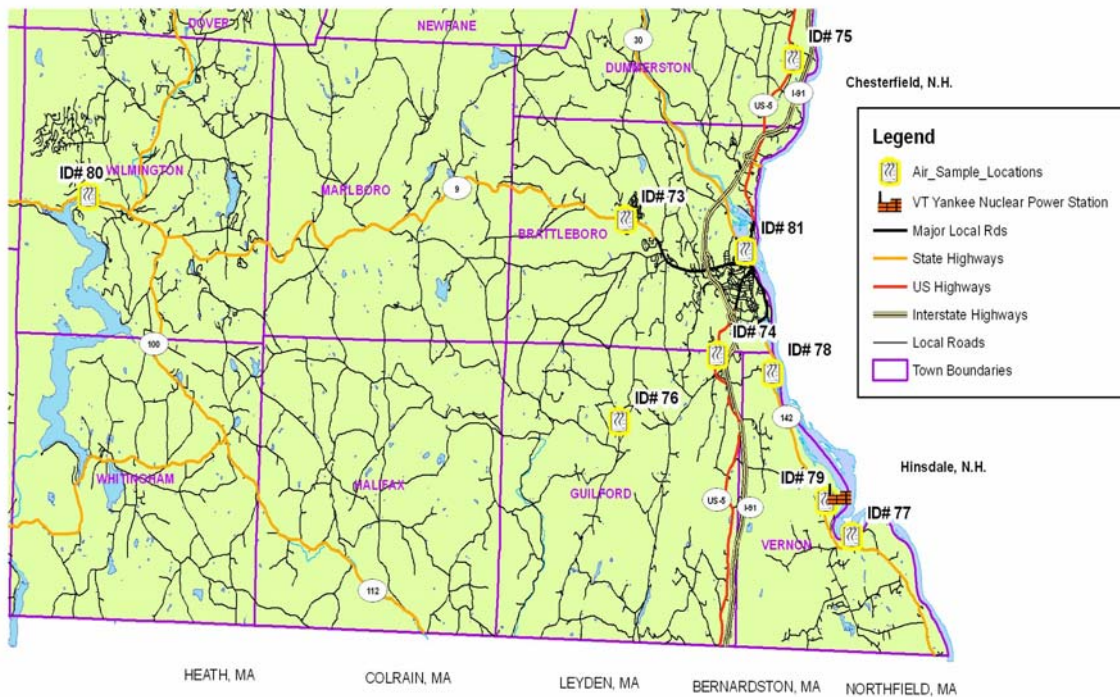 DOVER
NEWFANE
30
ID# 75
DUMMERSTON
Chesterfield, N.H.
I-91
US-5
Legend
Air_Sample_Locations
VT Yankee Nuclear Power Station
Major Local Rds
State Highways
US Highways
Interstate Highways
Local Roads
Town Boundaries
ID# 80
WILMINGTON
MARLBORO
9
ID# 73
BRATTLEBORO
ID# 81
100
ID# 74
ID# 78
ID# 76
142
Hinsdale, N.H.
WHITINGHAM
HALIFAX
GUILFORD
ID# 79
US-5
I-91
ID# 77
VERNON
112
HEATH, MA
COLRAIN, MA
LEYDEN, MA
BERNARDSTON, MA
NORTHFIELD, MA